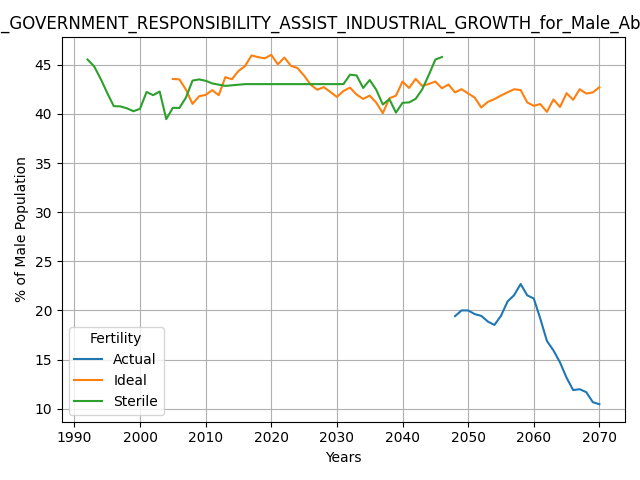 _GOVERNMENT_RESPONSIBILITY_ASSIST_INDUSTRIAL_GROWTH_for_Male_Ab
45
40
35
30
25
20
15
10
% of Male Population
Fertility
Actual
Ideal
Sterile
1990 2000 2010 2020 2030 2040 2050 2060 2070
Years